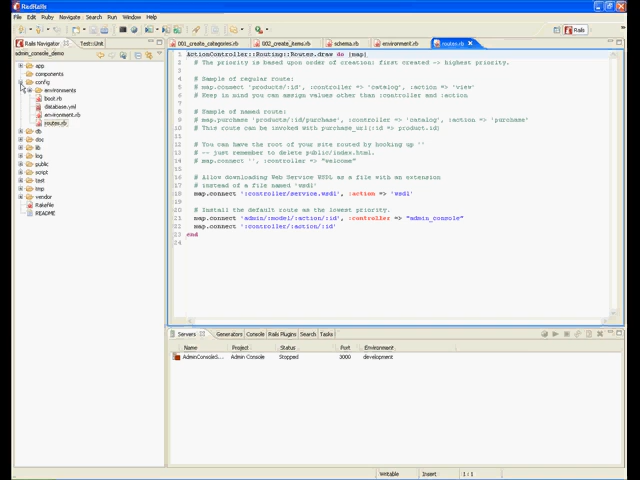 RadRails
File Edit Ruby Navigate Search Run Window Help
Rails
Rails Navigator Test::Unit
001_create_categories.rb 002_create_items.rb schema.rb environment.rb routes.rb
admin_console_demo
app
components
config
environments
boot.rb
database.yml
environment.rb
routes.rb
db
doc
lib
log
public
script
test
tmp
vendor
Rakefile
README
1 ActionController::Routing::Routes.draw do |map|
2 # The priority is based upon order of creation: first created -> highest priority.
3
4 # Sample of regular route:
5 # map.connect 'products/:id', :controller => 'catalog', :action => 'view'
6 # Keep in mind you can assign values other than :controller and :action
7
8 # Sample of named route:
9 # map.purchase 'products/:id/purchase', :controller => 'catalog', :action => 'purchase'
10 # This route can be invoked with purchase_url(:id => product.id)
11
12 # You can have the root of your site routed by hooking up ''
13 # -- just remember to delete public/index.html.
14 # map.connect '', :controller => "welcome"
15
16 # Allow downloading Web Service WSDL as a file with an extension
17 # instead of a file named 'wsdl'
18 map.connect ':controller/service.wsdl', :action => 'wsdl'
19
20 # Install the default route as the lowest priority.
21 map.connect 'admin/:model/:action/:id', :controller => "admin_console"
22 map.connect ':controller/:action/:id'
23 end
24
Servers Generators Console Rails Plugins Search Tasks
Name Project Status Port Environment
AdminConsoleS... Admin Console Stopped 3000 development
Writable Insert 1 : 1